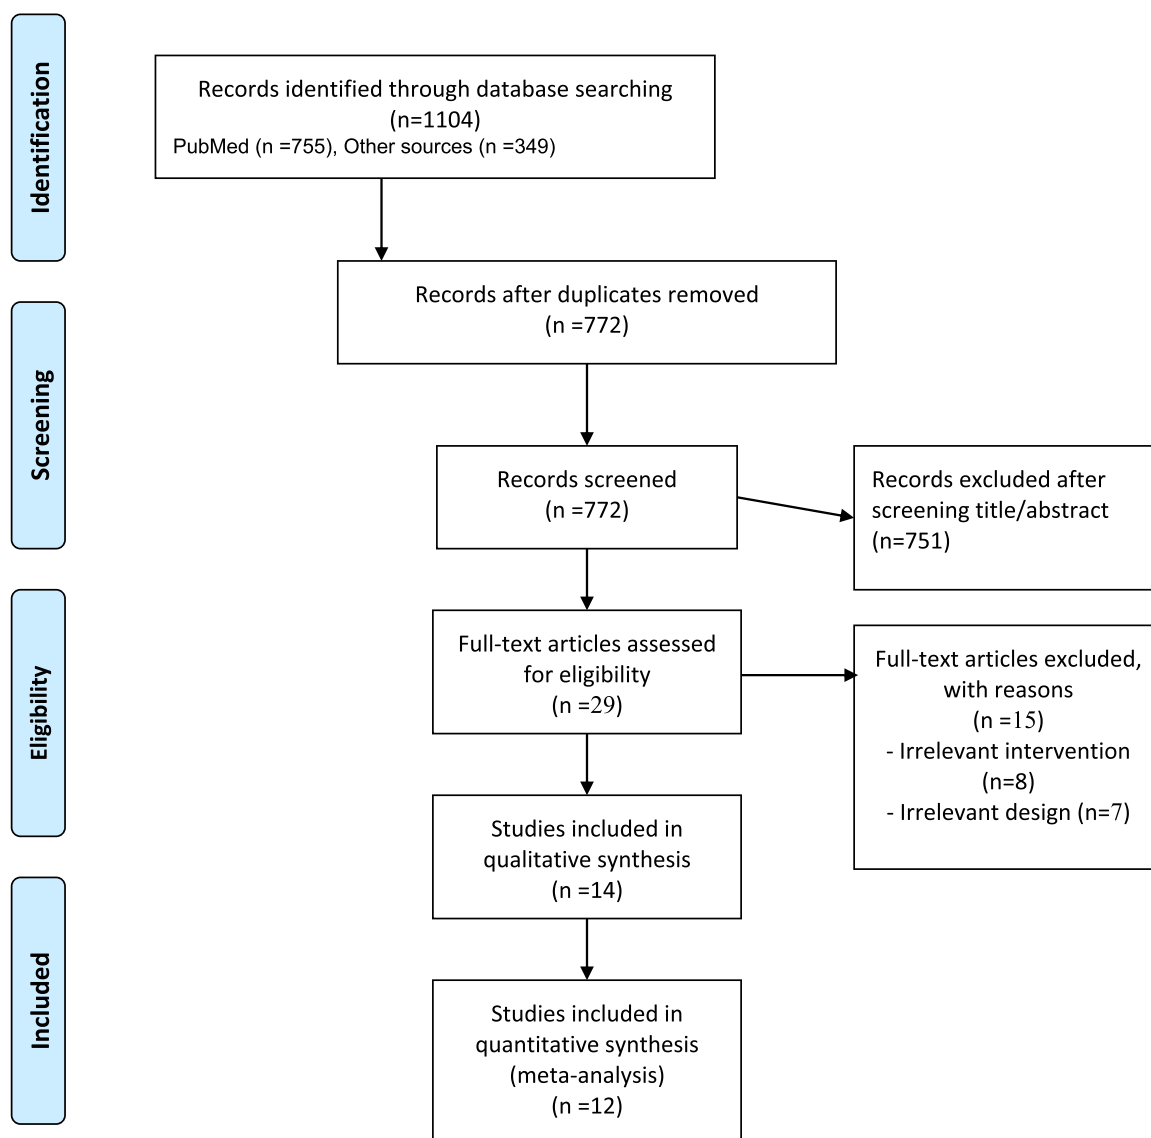 Identification
Records identified through database searching
(n=1104)
PubMed (n =755), Other sources (n =349)
Records after duplicates removed
(n =772)
Screening
Records screened
(n =772)
Records excluded after
screening title/abstract
(n=751)
Eligibility
Full-text articles assessed
for eligibility
(n =29)
Full-text articles excluded,
with reasons
(n =15)
- Irrelevant intervention
(n=8)
- Irrelevant design (n=7)
Studies included in
qualitative synthesis
(n =14)
Included
Studies included in
quantitative synthesis
(meta-analysis)
(n =12)